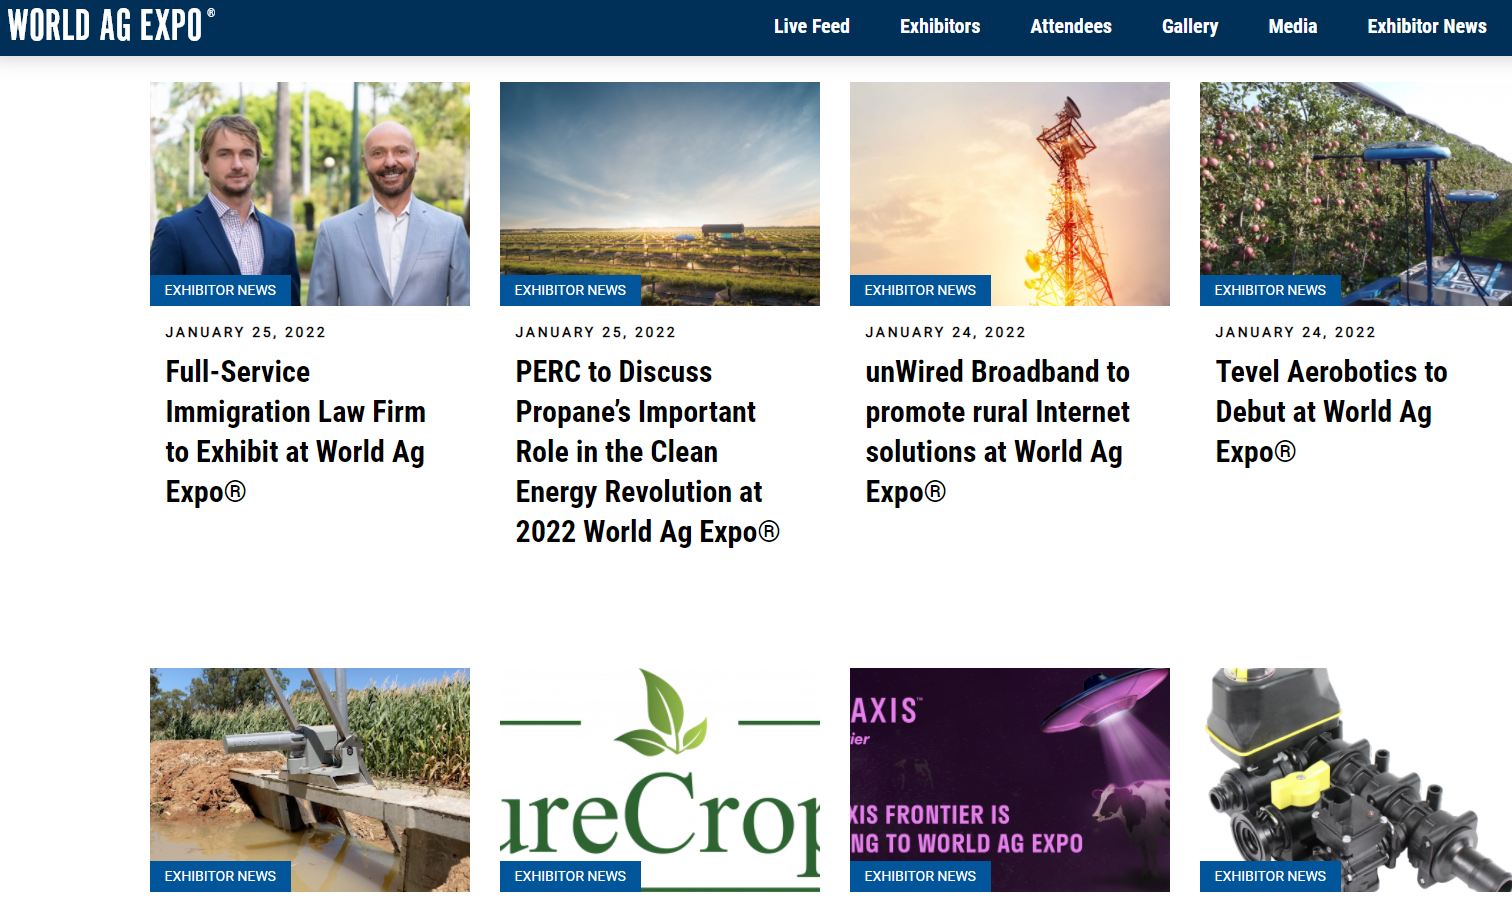 WORLD AG EXPO®
Live Feed
Exhibitors
Attendees
Gallery
Media
Exhibitor News
EXHIBITOR NEWS
JANUARY 25, 2022
Full-Service
Immigration Law Firm
to Exhibit at World Ag
Expo®
EXHIBITOR NEWS
JANUARY 25, 2022
PERC to Discuss
Propane’s Important
Role in the Clean
Energy Revolution at
2022 World Ag Expo®
EXHIBITOR NEWS
JANUARY 24, 2022
unWired Broadband to
promote rural Internet
solutions at World Ag
Expo®
EXHIBITOR NEWS
JANUARY 24, 2022
Tevel Aerobotics to
Debut at World Ag
Expo®
EXHIBITOR NEWS
ureCrop
EXHIBITOR NEWS
AXIS™
ier
XIS FRONTIER IS
NG TO WORLD AG EXPO
EXHIBITOR NEWS
EXHIBITOR NEWS